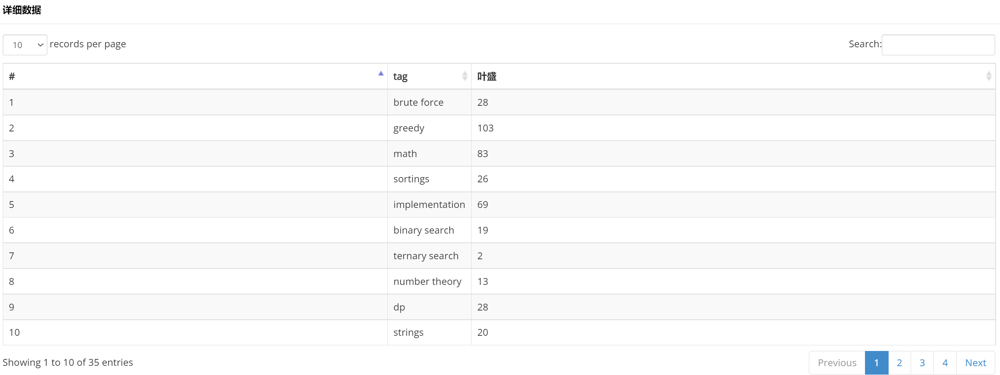 详细数据
10 records per page Search:
# tag 叶盛
1 brute force 28
2 greedy 103
3 math 83
4 sortings 26
5 implementation 69
6 binary search 19
7 ternary search 2
8 number theory 13
9 dp 28
10 strings 20
Showing 1 to 10 of 35 entries Previous 1 2 3 4 Next